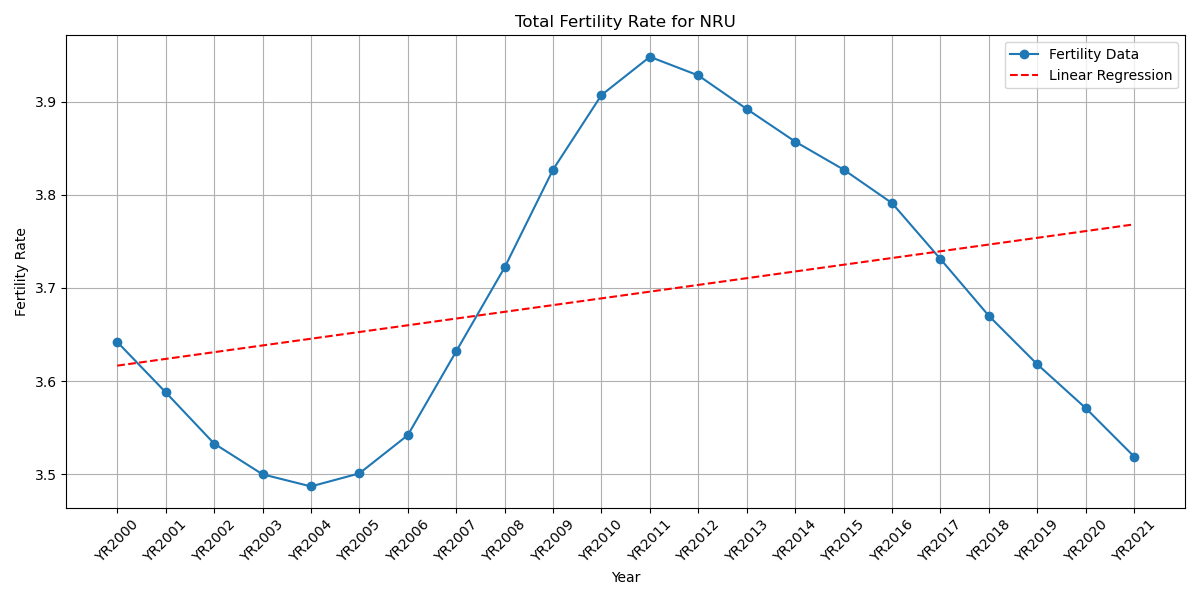 Total Fertility Rate for NRU
Fertility Data
Linear Regression
Fertility Rate
3.9
3.8
3.7
3.6
3.5
YR2000
YR2001
YR2002
YR2003
YR2004
YR2005
YR2006
YR2007
YR2008
YR2009
YR2010
YR2011
YR2012
YR2013
YR2014
YR2015
YR2016
YR2017
YR2018
YR2019
YR2020
YR2021
Year